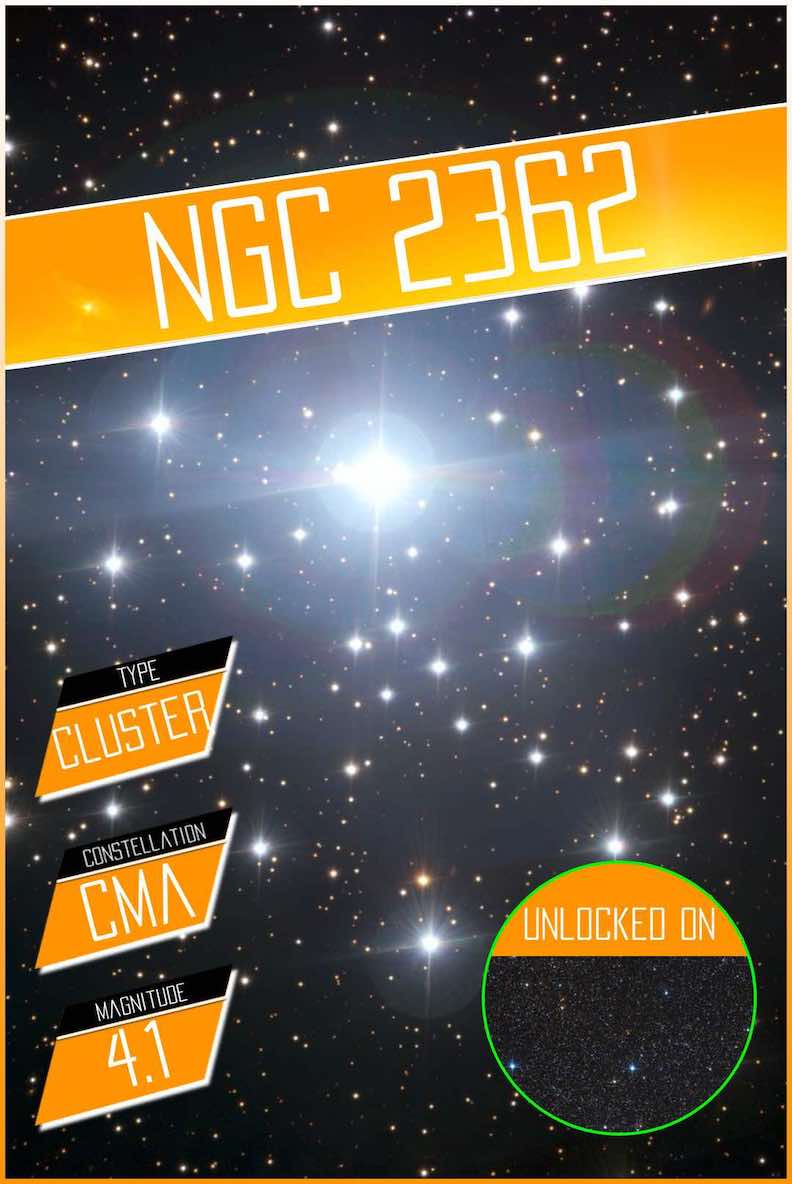 NGC 2362
TYPE
CLUSTER
CONSTELLATION
CMA
MAGNITUDE
4.1
UNLOCKED ON